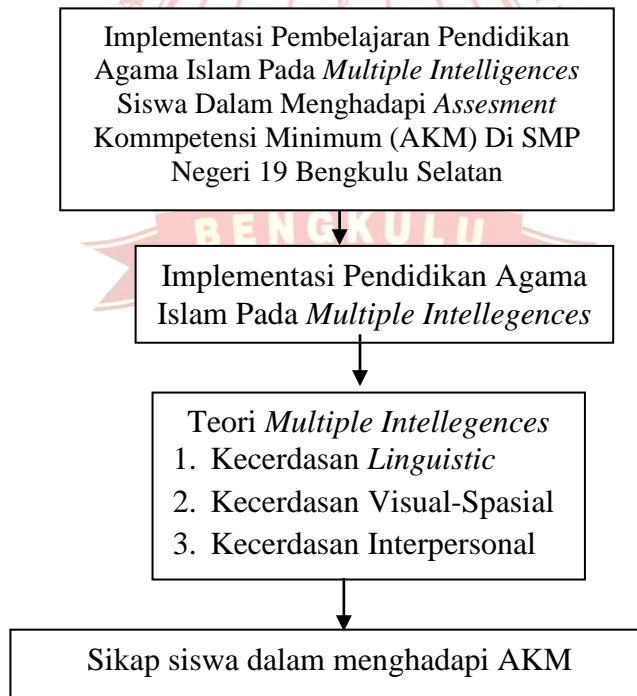 Implementasi Pembelajaran Pendidikan
Agama Islam Pada Multiple Intelligences
Siswa Dalam Menghadapi Assesment
Kommpetensi Minimum (AKM) Di SMP
Negeri 19 Bengkulu Selatan
BENGKULU
Implementasi Pendidikan Agama
Islam Pada Multiple Intellegences
Teori Multiple Intellegences
1. Kecerdasan Linguistic
2. Kecerdasan Visual-Spasial
3. Kecerdasan Interpersonal
Sikap siswa dalam menghadapi AKM